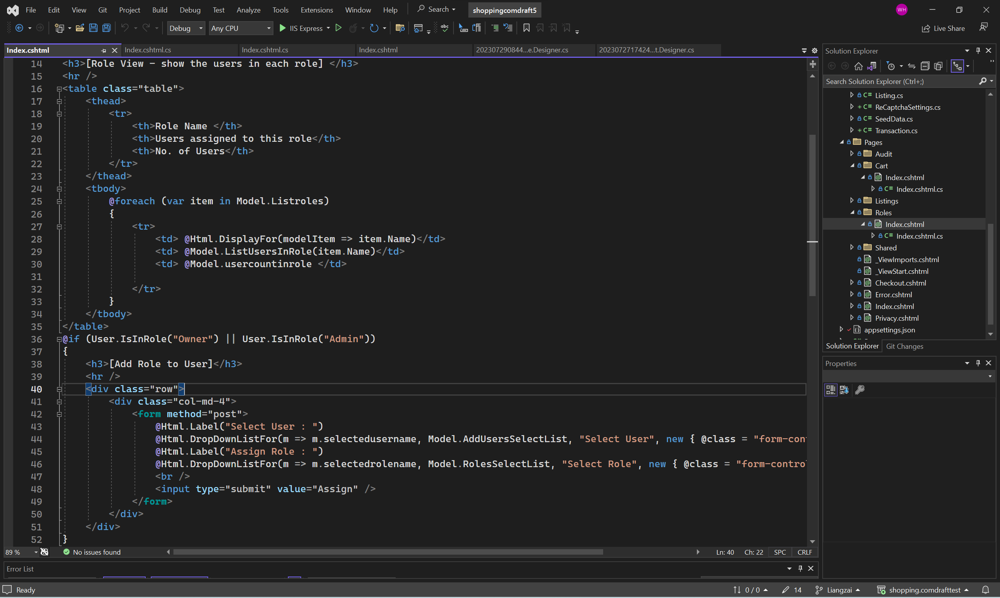 File Edit View Git Project Build Debug Test Analyze Tools Extensions Window Help Search shoppingcomdraft5 WH
Debug Any CPU IIS Express abc Live Share
Index.cshtml Index.cshtml.cs Index.cshtml.cs Index.cshtml 202307290844...e.Designer.cs 2023072717424...t.Designer.cs
14 <h3>[Role View - show the users in each role] </h3>
15 <hr />
16 <table class="table">
17 <thead>
18 <tr>
19 <th>Role Name </th>
20 <th>Users assigned to this role</th>
21 <th>No. of Users</th>
22 </tr>
23 </thead>
24 <tbody>
25 @foreach (var item in Model.Listroles)
26 {
27 <tr>
28 <td> @Html.DisplayFor(modelItem => item.Name)</td>
29 <td> @Model.ListUsersInRole(item.Name)</td>
30 <td> @Model.usercountinrole </td>
31
32 </tr>
33 }
34 </tbody>
35 </table>
36 @if (User.IsInRole("Owner") || User.IsInRole("Admin"))
37 {
38 <h3>[Add Role to User]</h3>
39 <hr />
40 <div class="row">
41 <div class="col-md-4">
42 <form method="post">
43 @Html.Label("Select User : ")
44 @Html.DropDownListFor(m => m.selectedusername, Model.AddUsersSelectList, "Select User", new { @class = "form-con
45 @Html.Label("Assign Role : ")
46 @Html.DropDownListFor(m => m.selectedrolename, Model.RolesSelectList, "Select Role", new { @class = "form-contro
47 <br />
48 <input type="submit" value="Assign" />
49 </form>
50 </div>
51 </div>
52 }
89 % No issues found Ln: 40 Ch: 22 SPC CRLF
Error List
Solution Explorer
Search Solution Explorer (Ctrl+;)
C# Listing.cs
+ C# ReCaptchaSettings.cs
C# SeedData.cs
+ C# Transaction.cs
Pages
Audit
Cart
Index.cshtml
C# Index.cshtml.cs
Listings
Roles
Index.cshtml
C# Index.cshtml.cs
Shared
_ViewImports.cshtml
_ViewStart.cshtml
Checkout.cshtml
Error.cshtml
Index.cshtml
Privacy.cshtml
appsettings.json
Solution Explorer Git Changes
Properties
Ready 0 / 0 14 Liangzai shopping.comdrafttest